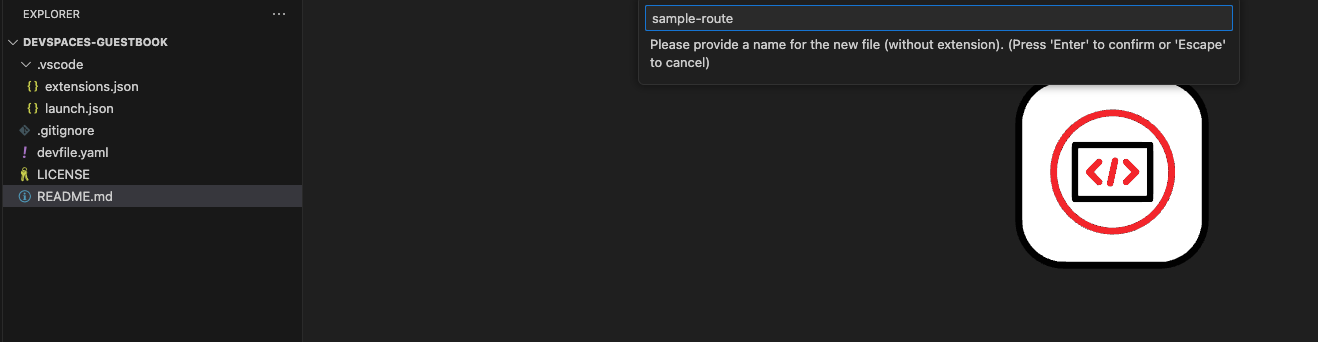 EXPLORER
···
DEVSPACES-GUESTBOOK
.vscode
{} extensions.json
{} launch.json
.gitignore
! devfile.yaml
LICENSE
README.md
sample-route
Please provide a name for the new file (without extension). (Press 'Enter' to confirm or 'Escape'
to cancel)
</>